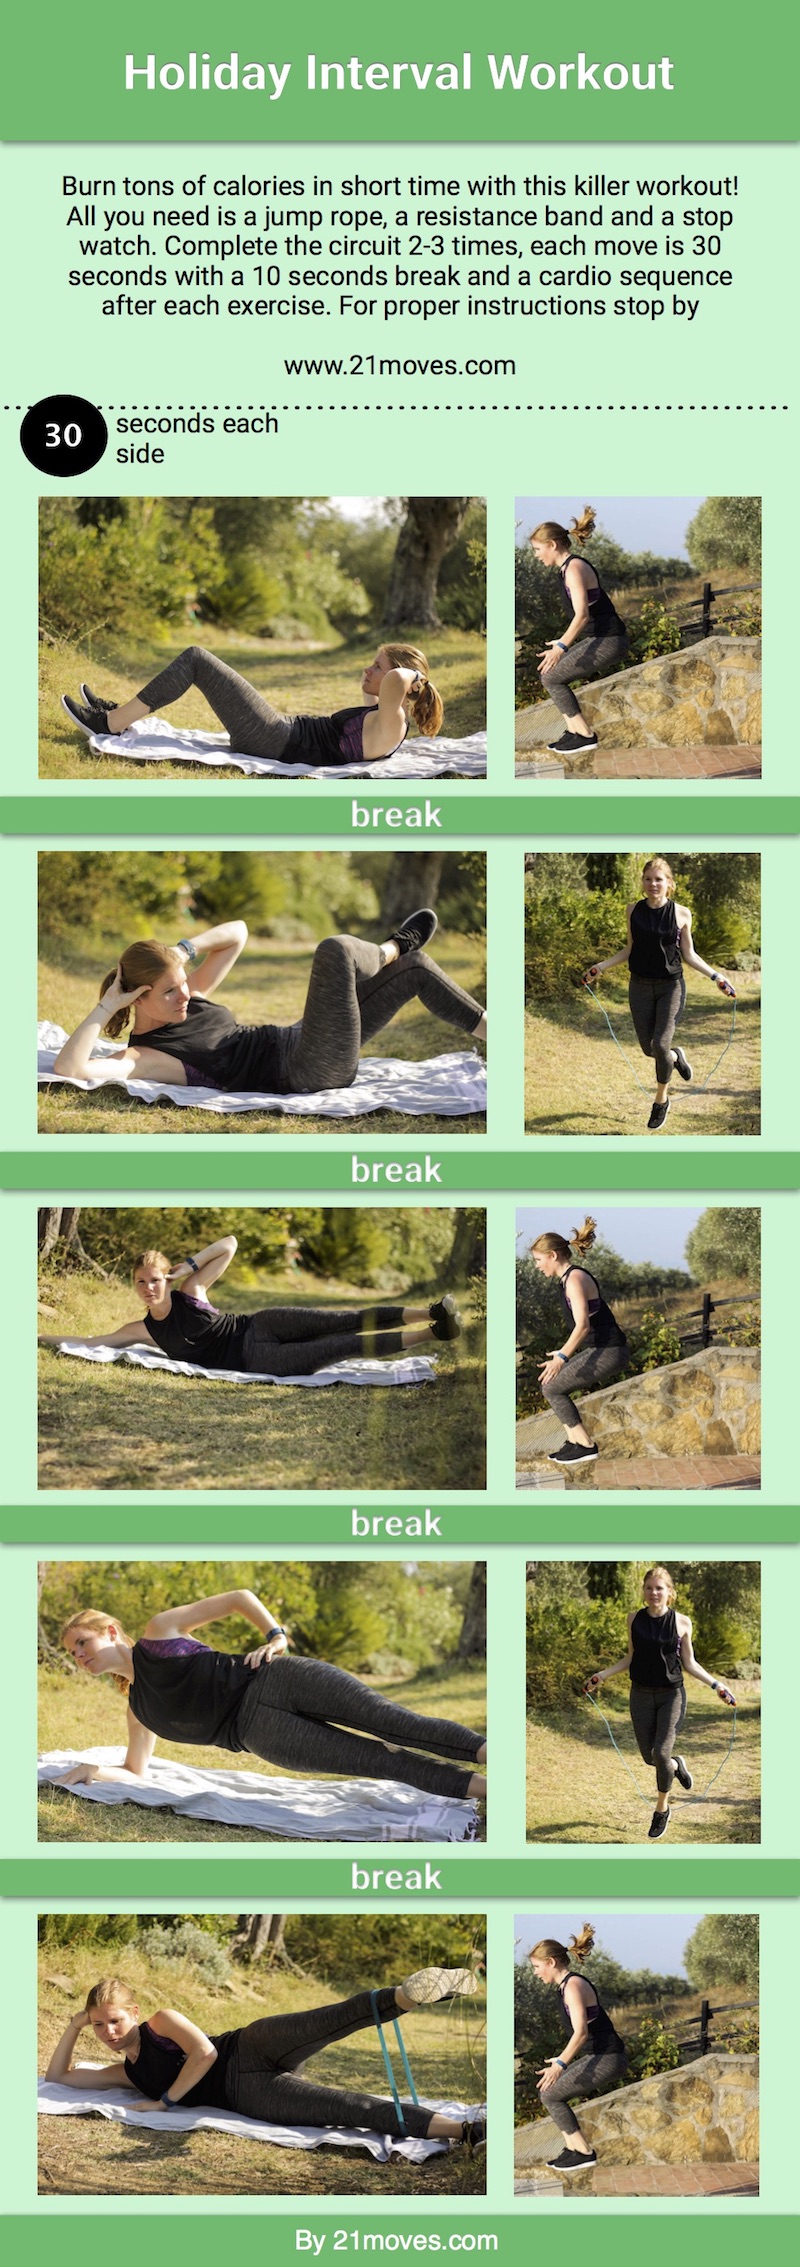 Holiday Interval Workout
Burn tons of calories in short time with this killer workout!
All you need is a jump rope, a resistance band and a stop
watch. Complete the circuit 2-3 times, each move is 30
seconds with a 10 seconds break and a cardio sequence
after each exercise. For proper instructions stop by
www.21moves.com
30
seconds each
side
break
break
break
break
By 21moves.com